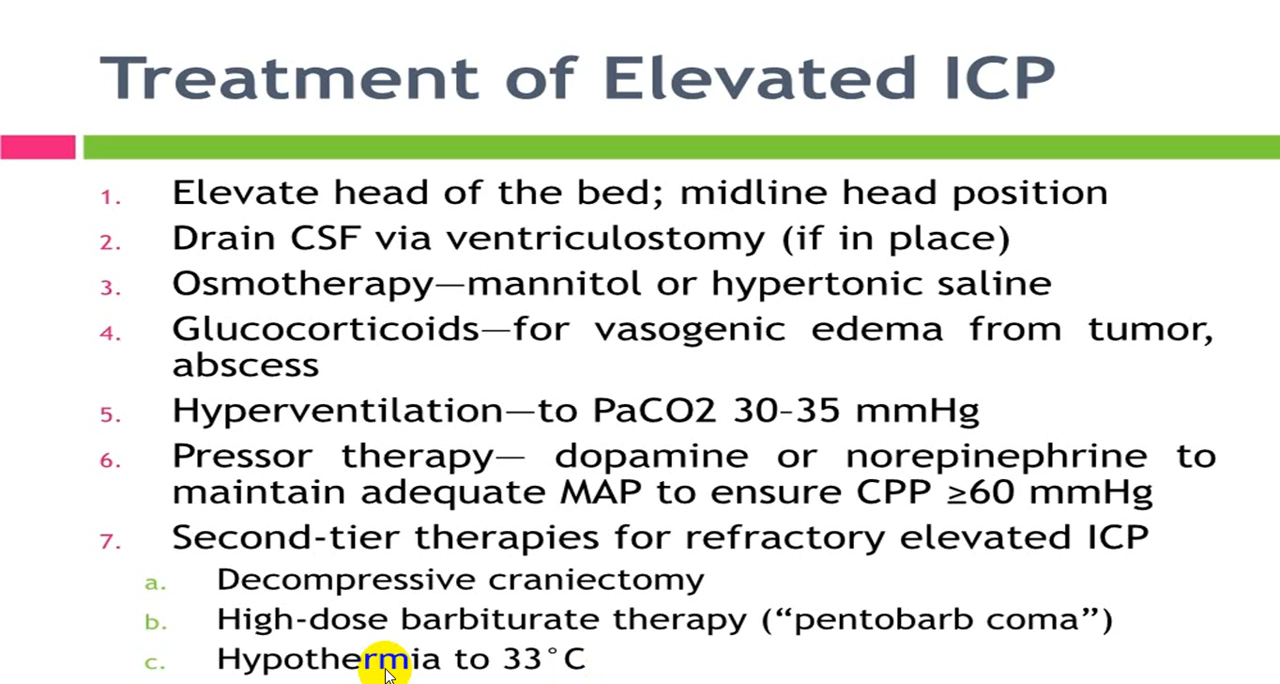 Treatment of Elevated ICP
1. Elevate head of the bed; midline head position
2. Drain CSF via ventriculostomy (if in place)
3. Osmotherapy—mannitol or hypertonic saline
4. Glucocorticoids—for vasogenic edema from tumor,
abscess
5. Hyperventilation—to PaCO2 30–35 mmHg
6. Pressor therapy— dopamine or norepinephrine to
maintain adequate MAP to ensure CPP ≥60 mmHg
7. Second-tier therapies for refractory elevated ICP
a. Decompressive craniectomy
b. High-dose barbiturate therapy (“pentobarb coma”)
c. Hypothermia to 33°C